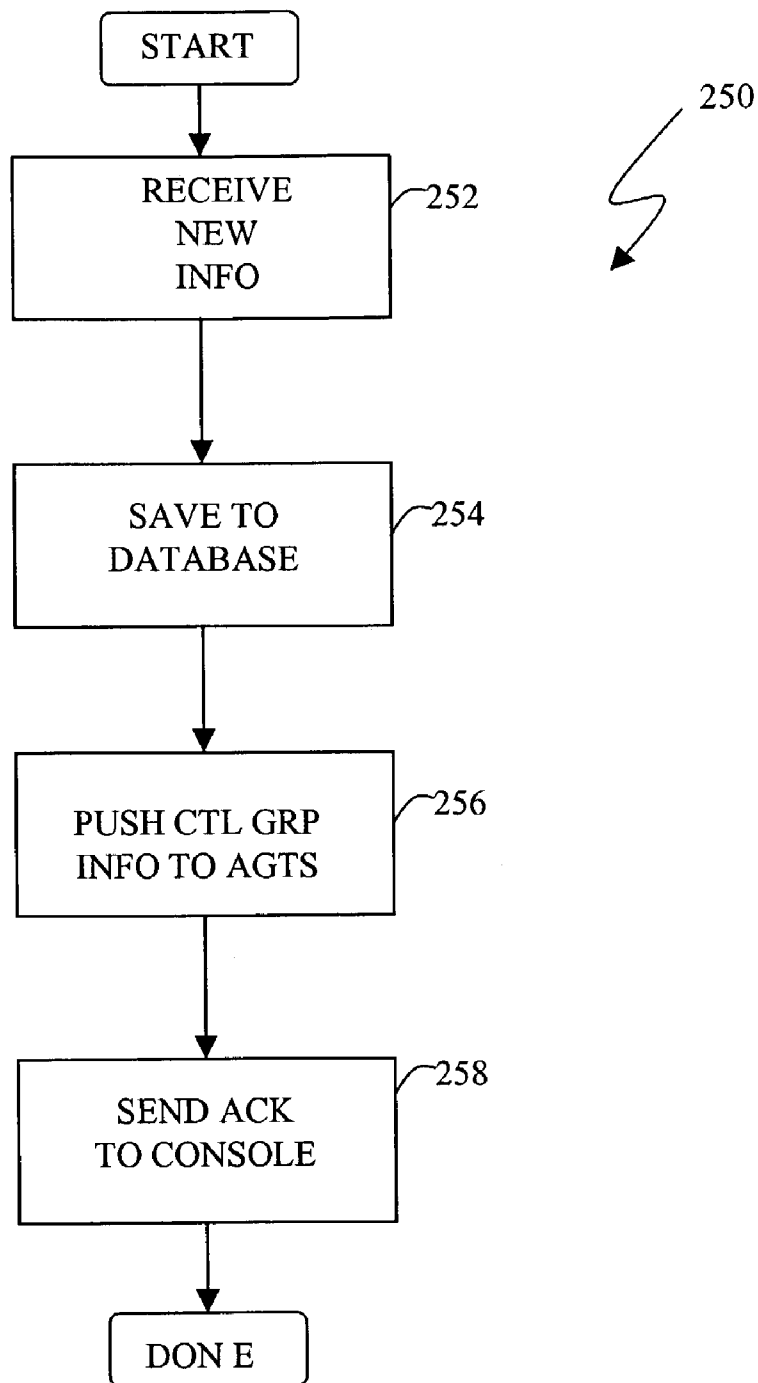 START
250
RECEIVE
NEW
INFO
252
SAVE TO
DATABASE
254
PUSH CTL GRP
INFO TO AGTS
256
SEND ACK
TO CONSOLE
258
DON E